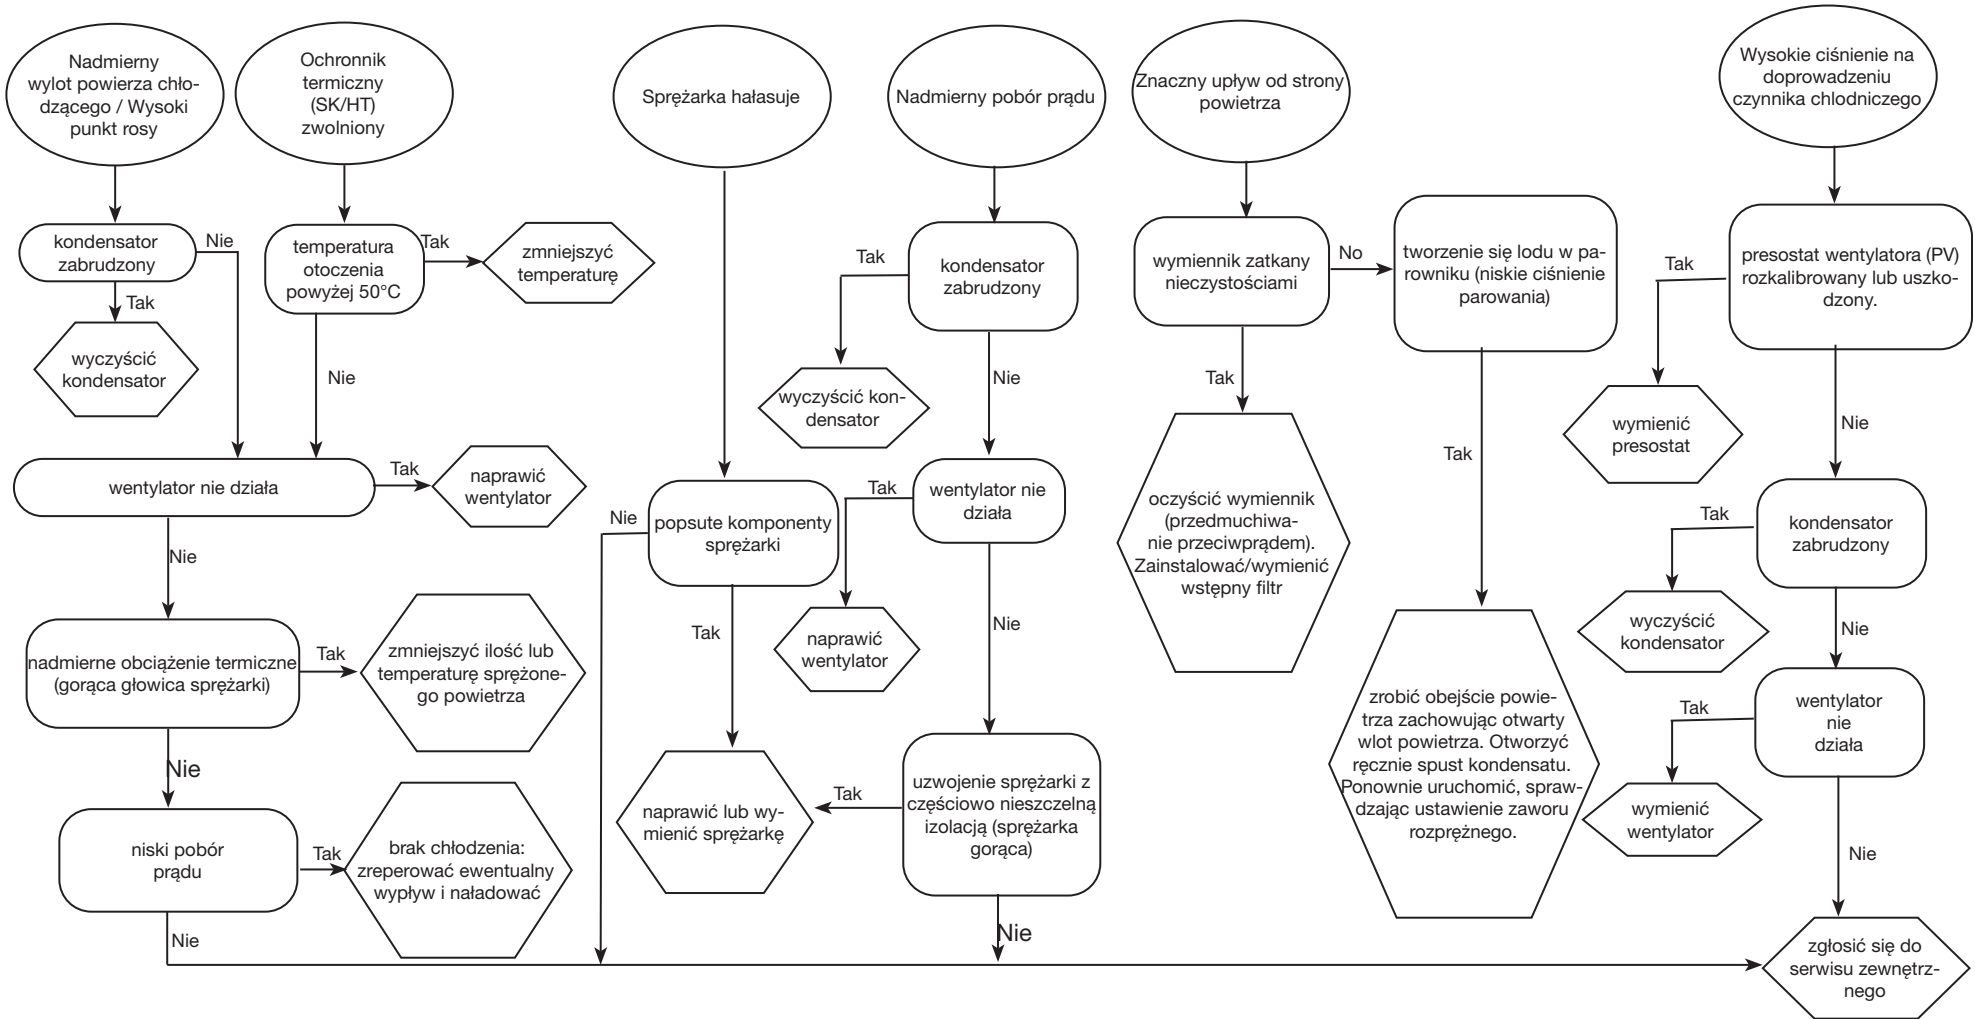 Nadmierny
wylot powierza chło-
dzącego / Wysoki
punkt rosy
kondensator
zabrudzony
Nie
Tak
wyczyścić
kondensator
Ochronnik
termiczny
(SK/HT)
zwolniony
temperatura
otoczenia
powyżej 50°C
Tak
zmniejszyć
temperaturę
Nie
wentylator nie działa
Tak
naprawić
wentylator
Nie
nadmierne obciążenie termiczne
(gorąca głowica sprężarki)
Tak
zmniejszyć ilość lub
temperaturę sprężone-
go powietrza
Nie
niski pobór
prądu
Tak
brak chłodzenia:
zreperować ewentualny
wypływ i naładować
Nie
Sprężarka hałasuje
popsute komponenty
sprężarki
Nie
Tak
naprawić lub wy-
mienić sprężarkę
Nadmierny pobór prądu
kondensator
zabrudzony
Tak
wyczyścić kon-
densator
Nie
wentylator nie
działa
Tak
naprawić
wentylator
Nie
uzwojenie sprężarki z
częściowo nieszczelną
izolacją (sprężarka
gorąca)
Tak
Nie
Znaczny upływ od strony
powietrza
wymiennik zatkany
nieczystościami
No
Tak
oczyścić wymiennik
(przedmuchiwa-
nie przeciwprądem).
Zainstalować/wymienić
wstępny filtr
tworzenie się lodu w pa-
rowniku (niskie ciśnienie
parowania)
Tak
zrobić obejście powie-
trza zachowując otwarty
wlot powietrza. Otworzyć
ręcznie spust kondensatu.
Ponownie uruchomić, spraw-
dzając ustawienie zaworu
rozprężnego.
Wysokie ciśnienie na
doprowadzeniu
czynnika chlodniczego
presostat wentylatora (PV)
rozkalibrowany lub uszko-
dzony.
Tak
wymienić
presostat
Nie
kondensator
zabrudzony
Tak
wyczyścić
kondensator
Nie
wentylator
nie
działa
Tak
wymienić
wentylator
Nie
zgłosić się do
serwisu zewnętrz-
nego